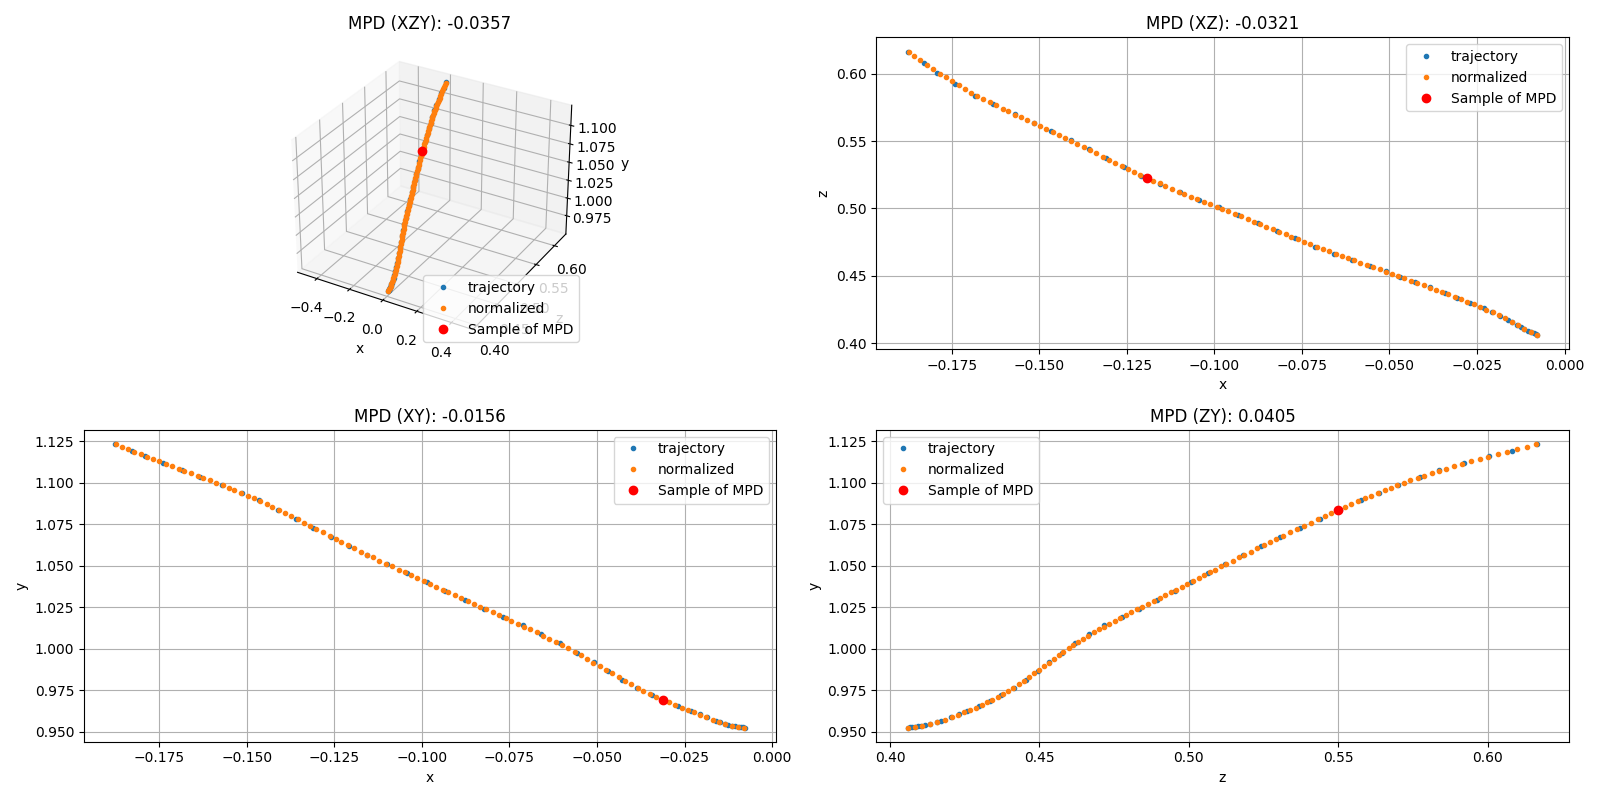 MPD (XZY): -0.0357
1.100
1.075
1.050
1.025
1.000
0.975
y
−0.4
−0.2
0.0
0.2
0.4
x
0.40
0.55
0.60
z
trajectory
normalized
Sample of MPD
MPD (XZ): -0.0321
trajectory
normalized
Sample of MPD
0.60
0.55
0.50
0.45
0.40
z
−0.175
−0.150
−0.125
−0.100
−0.075
−0.050
−0.025
0.000
x
MPD (XY): -0.0156
trajectory
normalized
Sample of MPD
1.125
1.100
1.075
1.050
1.025
1.000
0.975
0.950
y
−0.175
−0.150
−0.125
−0.100
−0.075
−0.050
−0.025
0.000
x
MPD (ZY): 0.0405
trajectory
normalized
Sample of MPD
1.125
1.100
1.075
1.050
1.025
1.000
0.975
0.950
y
0.40
0.45
0.50
0.55
0.60
z